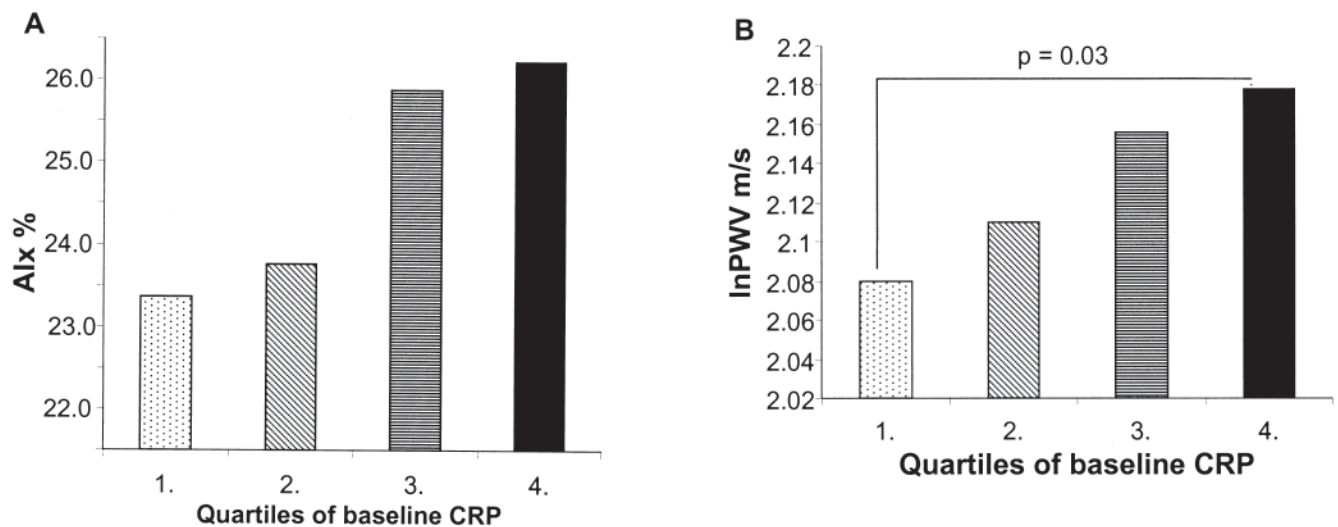 A
AIx %
26.0
25.0
24.0
23.0
22.0
1. 2. 3. 4.
Quartiles of baseline CRP
B
p = 0.03
lnPWV m/s
2.2
2.18
2.16
2.14
2.12
2.1
2.08
2.06
2.04
2.02
1. 2. 3. 4.
Quartiles of baseline CRP